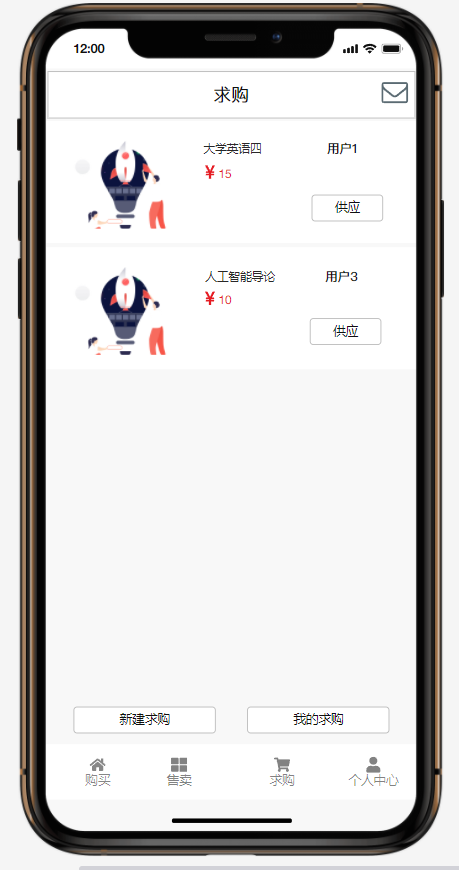 12:00
求购
大学英语四 用户1
¥ 15
供应
人工智能导论 用户3
¥ 10
供应
新建求购 我的求购
购买 售卖 求购 个人中心